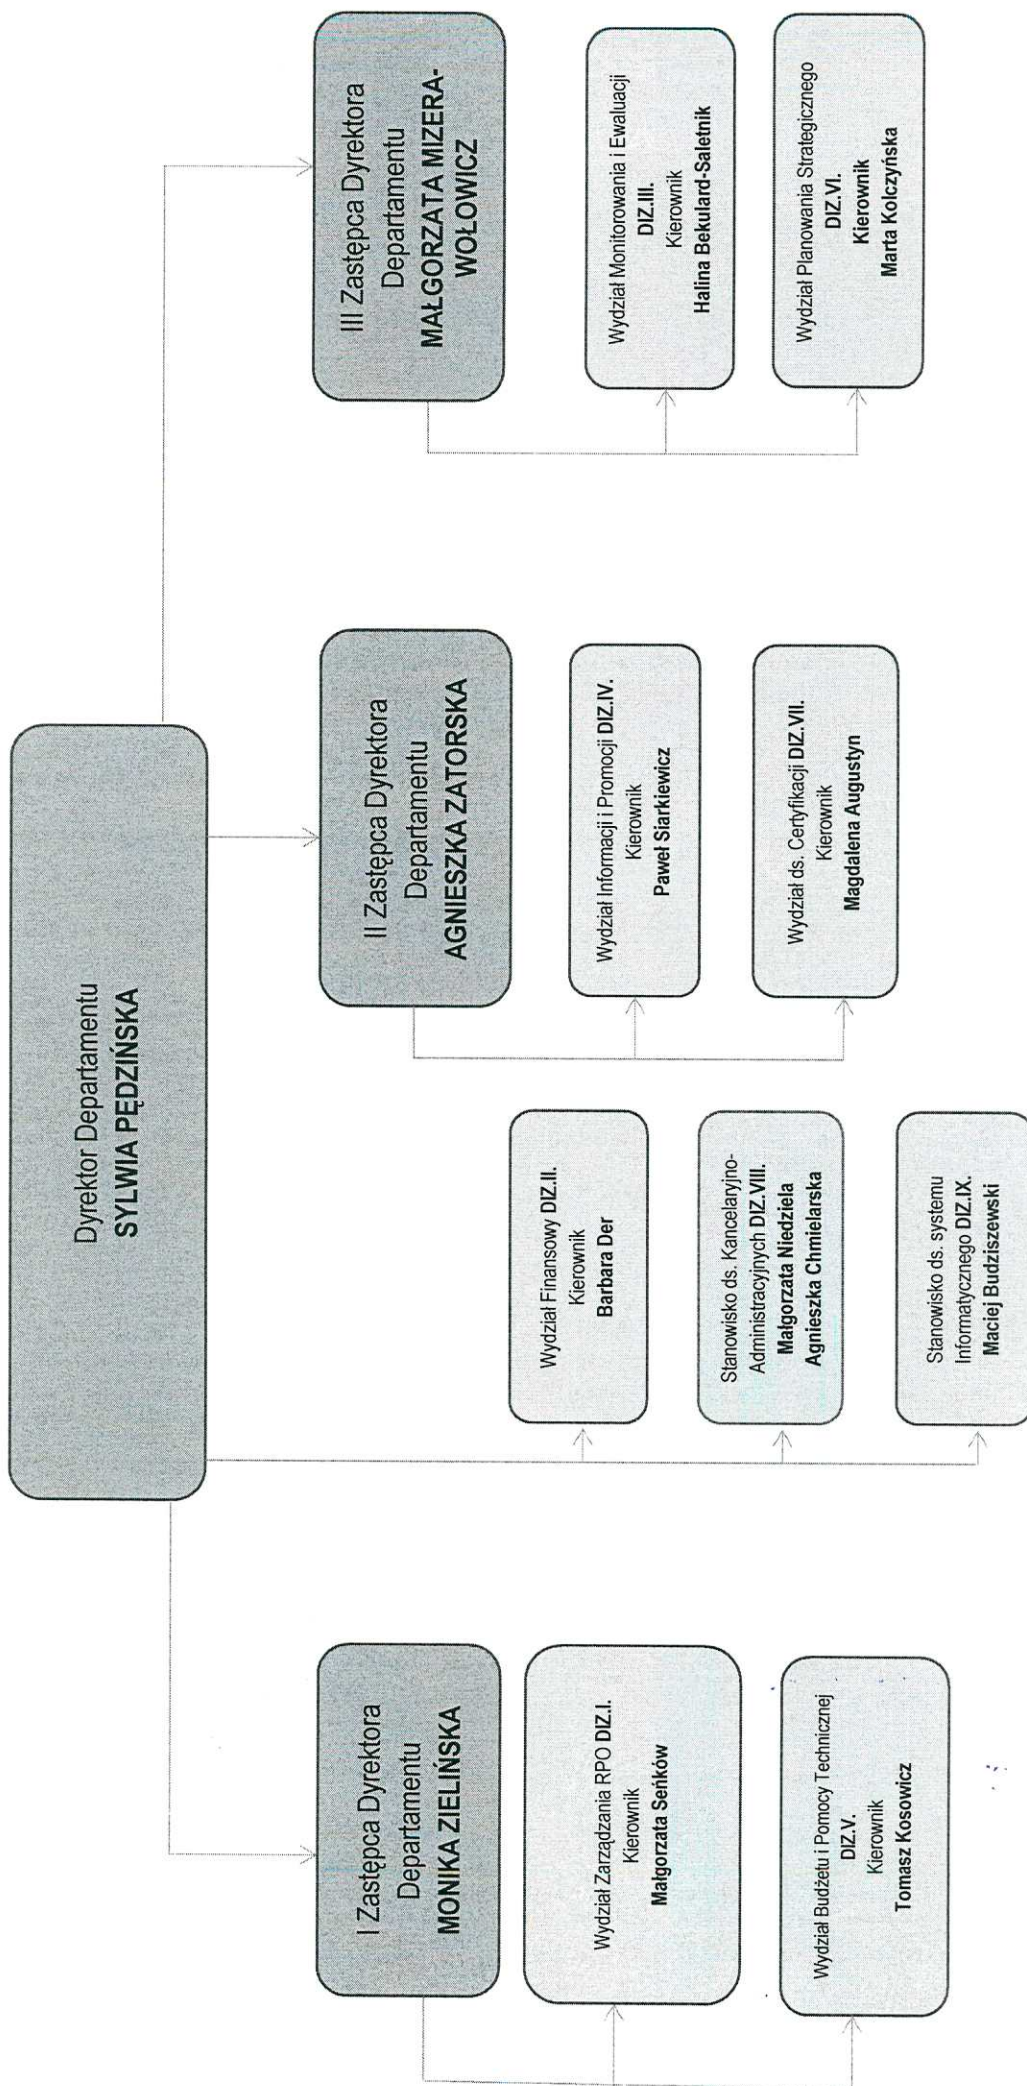 Dyrektor Departamentu
SYLWIA PĘDZIŃSKA
I Zastępca Dyrektora
Departamentu
MONIKA ZIELIŃSKA
Wydział Zarządzania RPO DIZ.I.
Kierownik
Małgorzata Seńków
Wydział Budżetu i Pomocy Technicznej
DIZ.V.
Kierownik
Tomasz Kosowicz
Wydział Finansowy DIZ.II.
Kierownik
Barbara Der
Stanowisko ds. Kancelaryjno-
Administracyjnych DIZ.VIII.
Małgorzata Niedziela
Agnieszka Chmielarska
Stanowisko ds. systemu
Informatycznego DIZ.IX.
Maciej Budziszewski
II Zastępca Dyrektora
Departamentu
AGNIESZKA ZATORSKA
Wydział Informacji i Promocji DIZ.IV.
Kierownik
Paweł Siarkiewicz
Wydział ds. Certyfikacji DIZ.VII.
Kierownik
Magdalena Augustyn
III Zastępca Dyrektora
Departamentu
MAŁGORZATA MIZERA-
WOŁOWICZ
Wydział Monitorowania i Ewaluacji
DIZ.III.
Kierownik
Halina Bekulard-Saletnik
Wydział Planowania Strategicznego
DIZ.VI.
Kierownik
Marta Kolczyńska